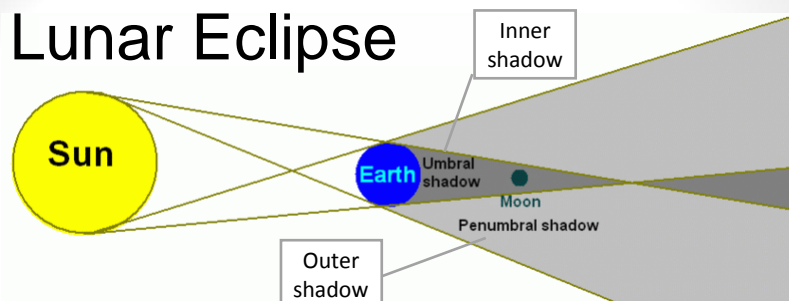 Lunar Eclipse
Inner
shadow
Sun
Earth
Umbral
shadow
Moon
Penumbral shadow
Outer
shadow